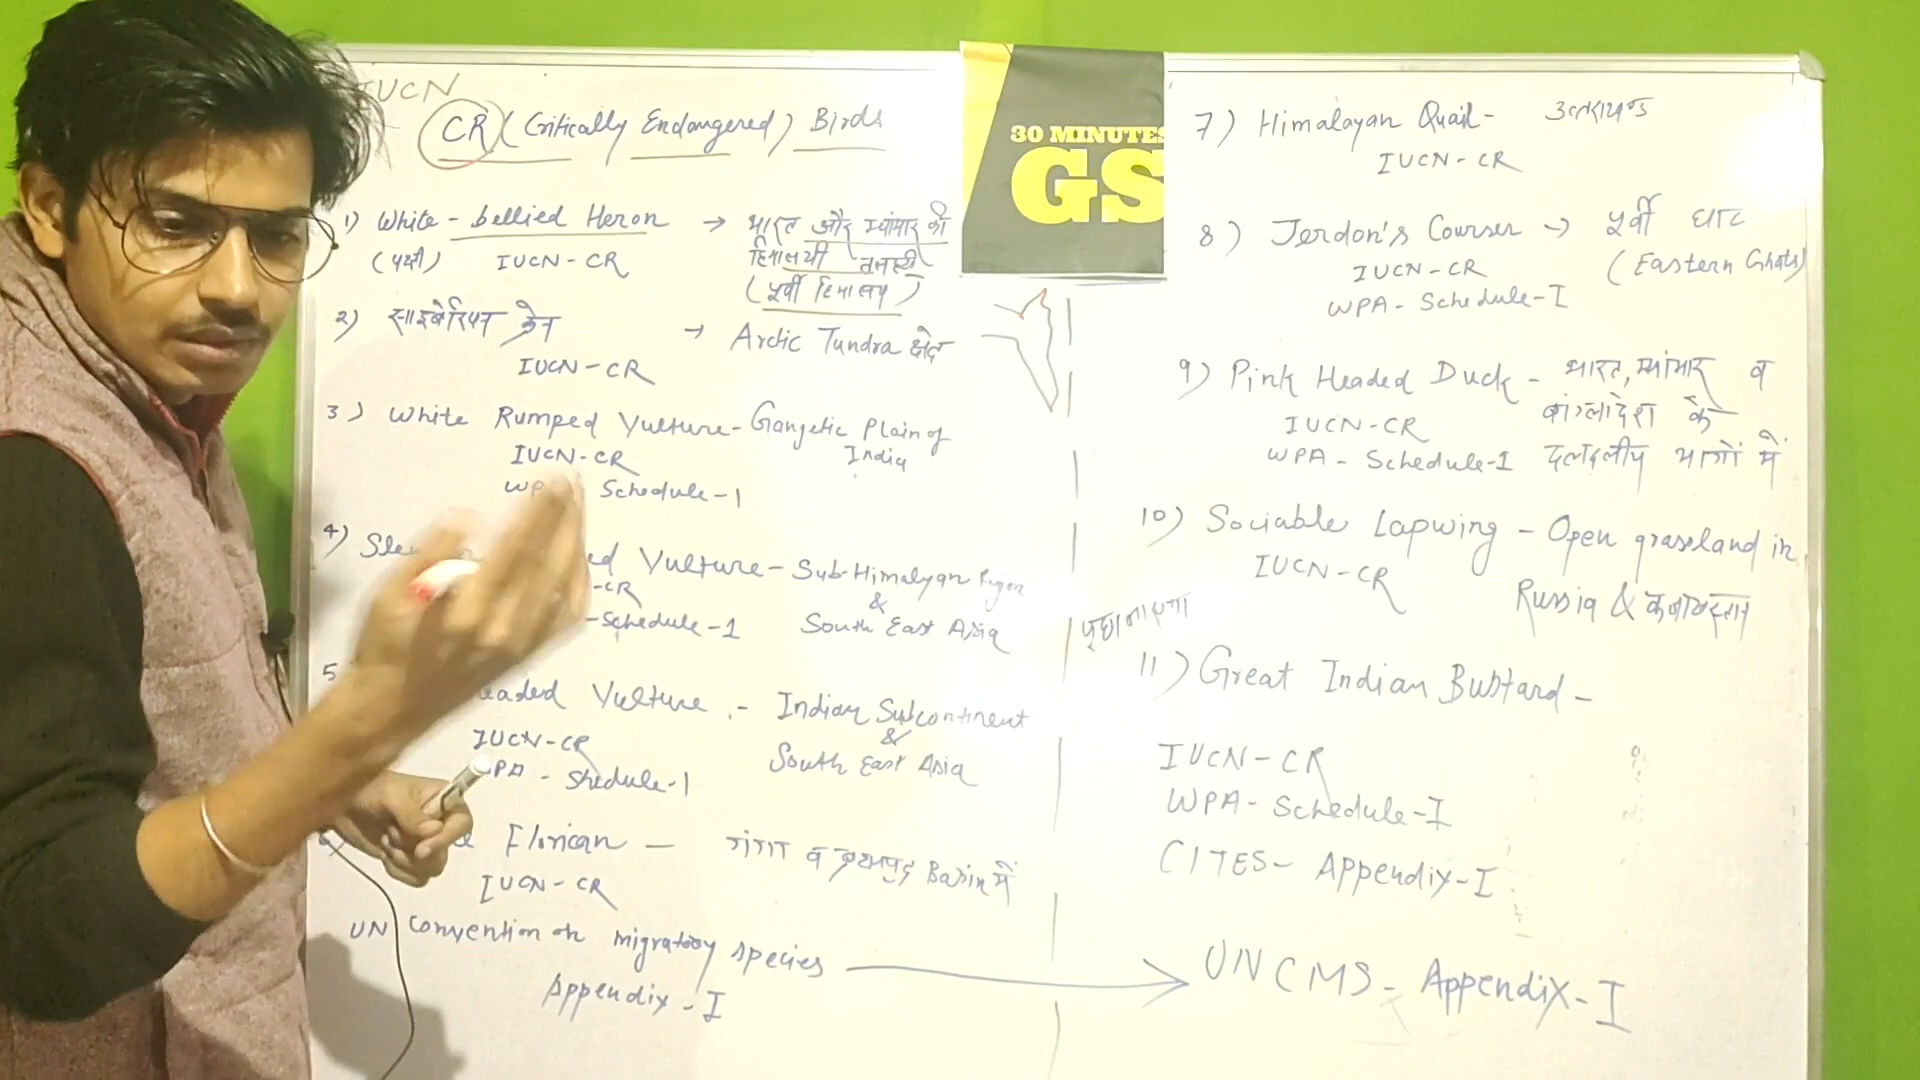 IUCN
CR (Critically Endangered) Birds
1) White - bellied Heron → भारत और म्यांमार की
(पक्षी) IUCN - CR हिमालयी तलहटी
(पूर्वी हिमालय)
2) साइबेरियन क्रेन → Arctic Tundra क्षेत्र
IUCN - CR
3) White Rumped Vulture - Gangetic Plain of
IUCN - CR India
Schedule - 1
4) Vulture - Sub-Himalyan Region
-CR &
-Schedule - 1 South East Asia
5 Vulture - Indian Subcontinent
IUCN - CR &
- Shedule - 1 South East Asia
Florican — गंगा व ब्रह्मपुत्र Basin में
IUCN - CR
UN Convention on migratory species
Appendix - I
30 MINUTES
GS
7) Himalayan Quail - उत्तराखण्ड
IUCN - CR
8) Jerdon's Courser → पूर्वी घाट
IUCN - CR (Eastern Ghats)
WPA - Schedule - I
9) Pink Headed Duck - भारत, म्यांमार व
IUCN - CR बांग्लादेश के
WPA - Schedule - I दलदलीय भागों में
10) Sociable Lapwing - Open grassland in
IUCN - CR Russia & कजाकिस्तान
11) Great Indian Bustard -
IUCN - CR
WPA - Schedule - I
CITES - Appendix - I
UNCMS - Appendix - I